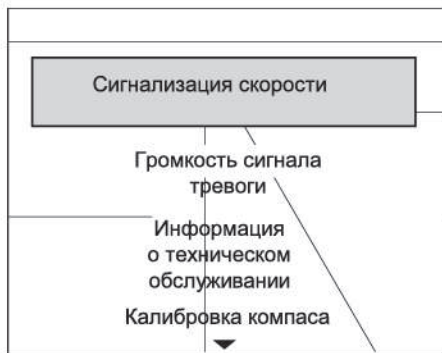 Сигнализация скорости
Громкость сигнала
тревоги
Информация
о техническом
обслуживании
Калибровка компаса